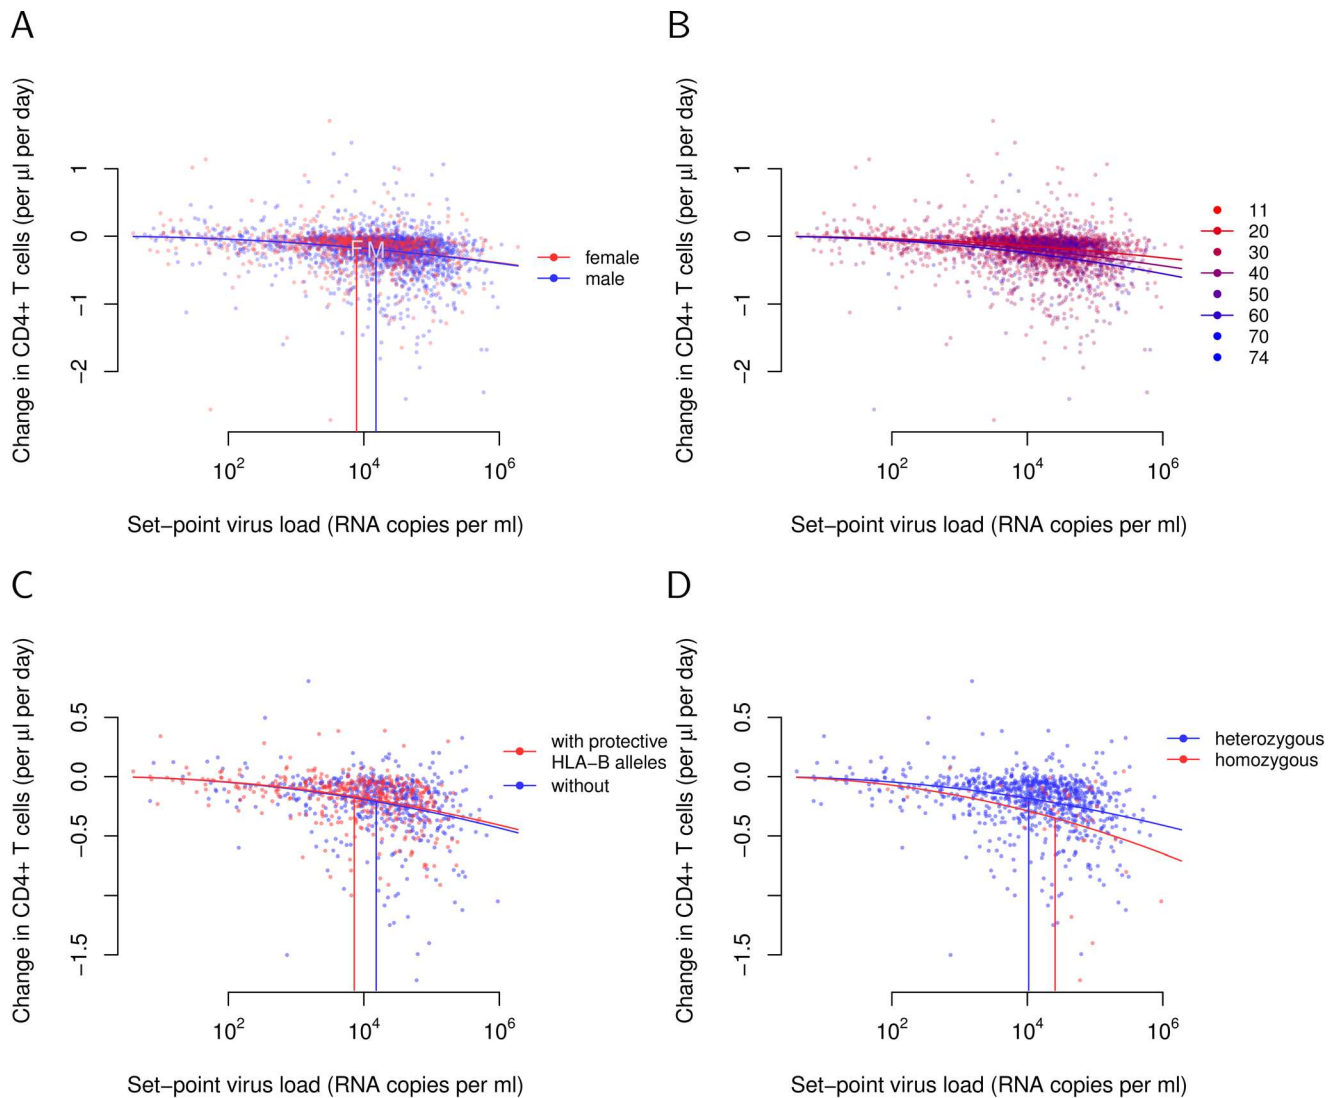 A
Change in CD4+ T cells (per μl per day)
1
0
−1
−2
F M
female
male
10^2 10^4 10^6
Set−point virus load (RNA copies per ml)
B
Change in CD4+ T cells (per μl per day)
1
0
−1
−2
11
20
30
40
50
60
70
74
10^2 10^4 10^6
Set−point virus load (RNA copies per ml)
C
Change in CD4+ T cells (per μl per day)
0.5
0.0
−0.5
−1.5
with protective
HLA−B alleles
without
10^2 10^4 10^6
Set−point virus load (RNA copies per ml)
D
Change in CD4+ T cells (per μl per day)
0.5
0.0
−0.5
−1.5
heterozygous
homozygous
10^2 10^4 10^6
Set−point virus load (RNA copies per ml)